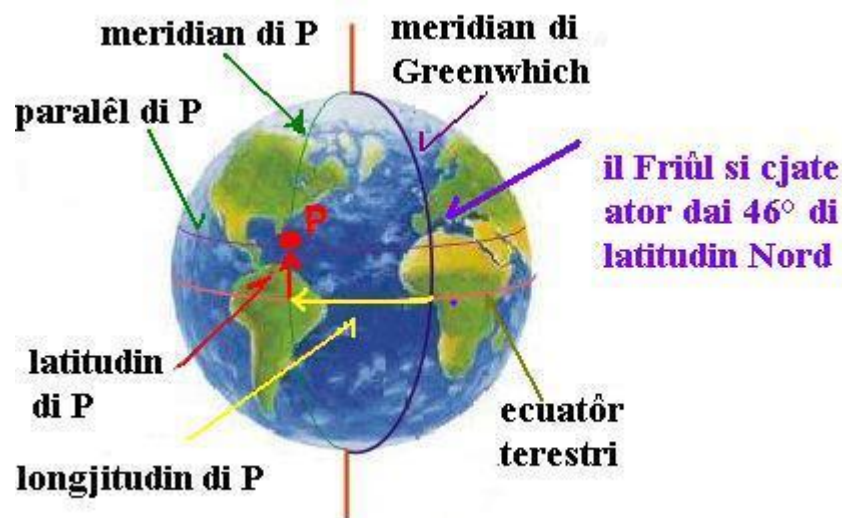 meridian di P
meridian di
Greenwhich
paralêl di P
il Friûl si cjate
ator dai 46° di
latitudin Nord
P
latitudin
di P
longjitudin di P
ecuatôr
terestri